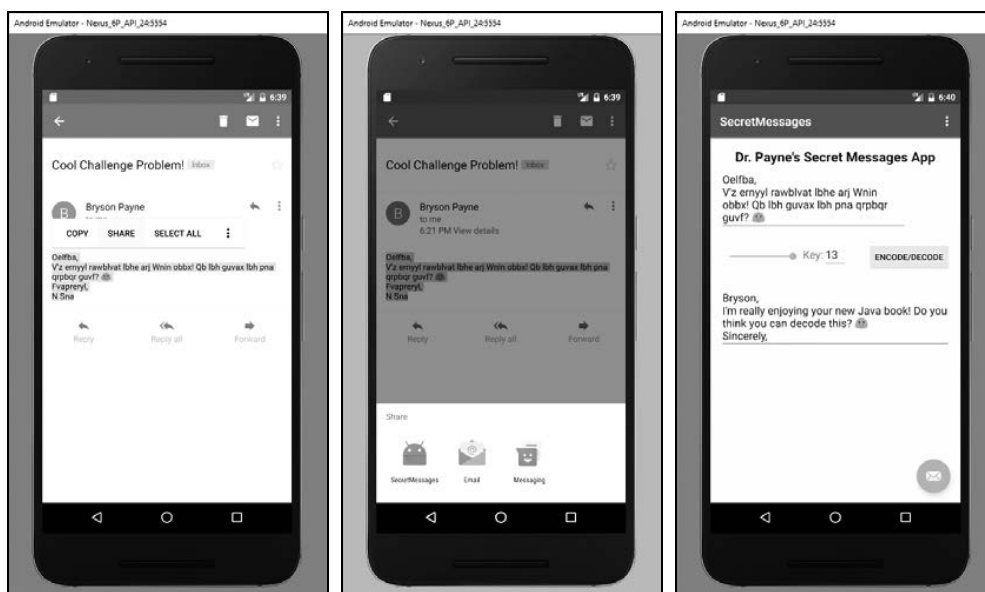 Android Emulator - Nexus_6P_API_24:5554
6:39
Cool Challenge Problem! Inbox
B
Bryson Payne
to me
COPY SHARE SELECT ALL
Oelfba,
V'z ernyyl rawblvat lbhe arj Wnin obbx! Qb lbh guvax lbh pna
qrpbqr guvf?
Fvapreryl,
N Sna
Reply Reply all Forward
Android Emulator - Nexus_6P_API_24:5554
6:39
Cool Challenge Problem! Inbox
B
Bryson Payne
to me
6:21 PM View details
Oelfba,
V'z ernyyl rawblvat lbhe arj Wnin obbx! Qb lbh guvax lbh pna
qrpbqr guvf?
Fvapreryl,
N Sna
Reply Reply all Forward
Share
SecretMessages Email Messaging
Android Emulator - Nexus_6P_API_24:5554
6:40
SecretMessages
Dr. Payne's Secret Messages App
Oelfba,
V'z ernyyl rawblvat lbhe arj Wnin
obbx! Qb lbh guvax lbh pna qrpbqr
guvf?
Key: 13 ENCODE/DECODE
Bryson,
I'm really enjoying your new Java book! Do you
think you can decode this?
Sincerely,